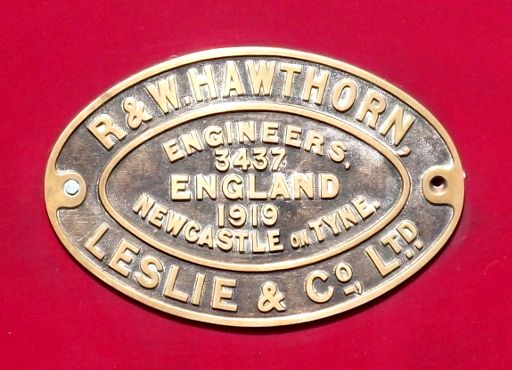 R & W. HAWTHORN,
LESLIE & Co, LTD.
ENGINEERS,
3437
ENGLAND
1919
NEWCASTLE ON TYNE.